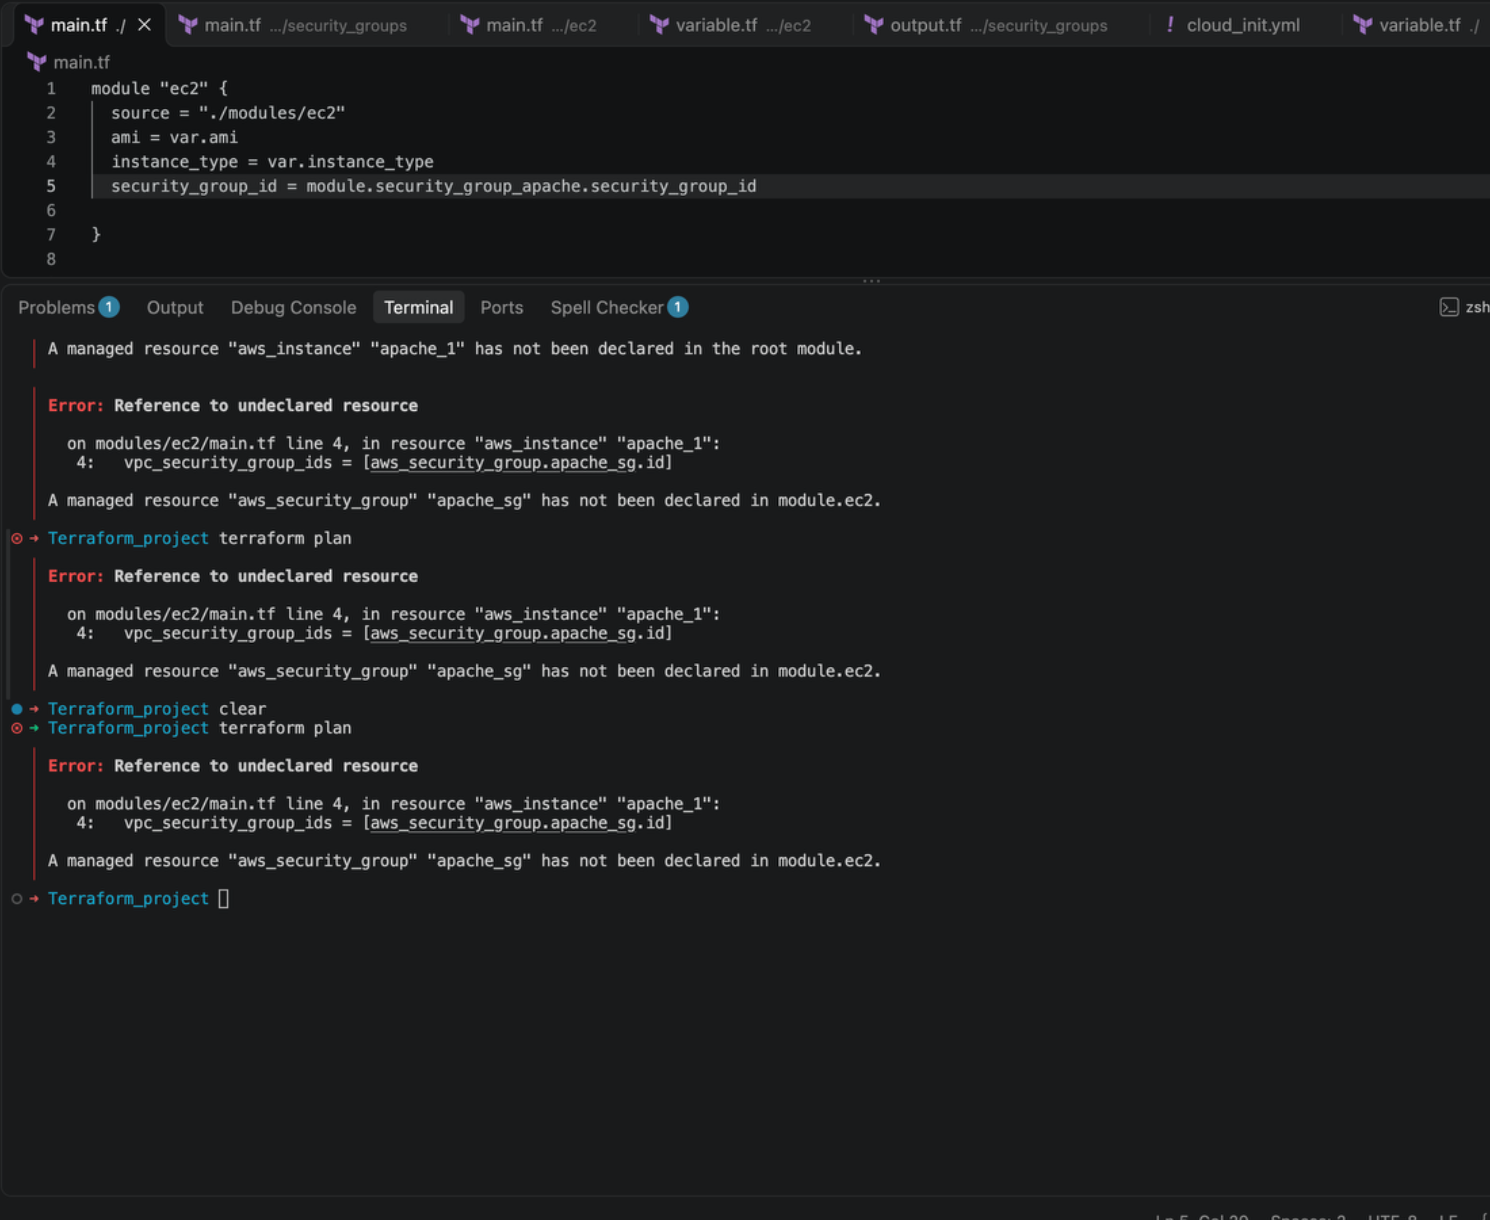 main.tf ./
main.tf .../security_groups
main.tf .../ec2
variable.tf .../ec2
output.tf .../security_groups
! cloud_init.yml
variable.tf ./
main.tf
1 module "ec2" {
2 source = "./modules/ec2"
3 ami = var.ami
4 instance_type = var.instance_type
5 security_group_id = module.security_group_apache.security_group_id
6
7 }
8
Problems 1 Output Debug Console Terminal Ports Spell Checker 1 zsh
A managed resource "aws_instance" "apache_1" has not been declared in the root module.
Error: Reference to undeclared resource
on modules/ec2/main.tf line 4, in resource "aws_instance" "apache_1":
4: vpc_security_group_ids = [aws_security_group.apache_sg.id]
A managed resource "aws_security_group" "apache_sg" has not been declared in module.ec2.
→ Terraform_project terraform plan
Error: Reference to undeclared resource
on modules/ec2/main.tf line 4, in resource "aws_instance" "apache_1":
4: vpc_security_group_ids = [aws_security_group.apache_sg.id]
A managed resource "aws_security_group" "apache_sg" has not been declared in module.ec2.
→ Terraform_project clear
→ Terraform_project terraform plan
Error: Reference to undeclared resource
on modules/ec2/main.tf line 4, in resource "aws_instance" "apache_1":
4: vpc_security_group_ids = [aws_security_group.apache_sg.id]
A managed resource "aws_security_group" "apache_sg" has not been declared in module.ec2.
→ Terraform_project